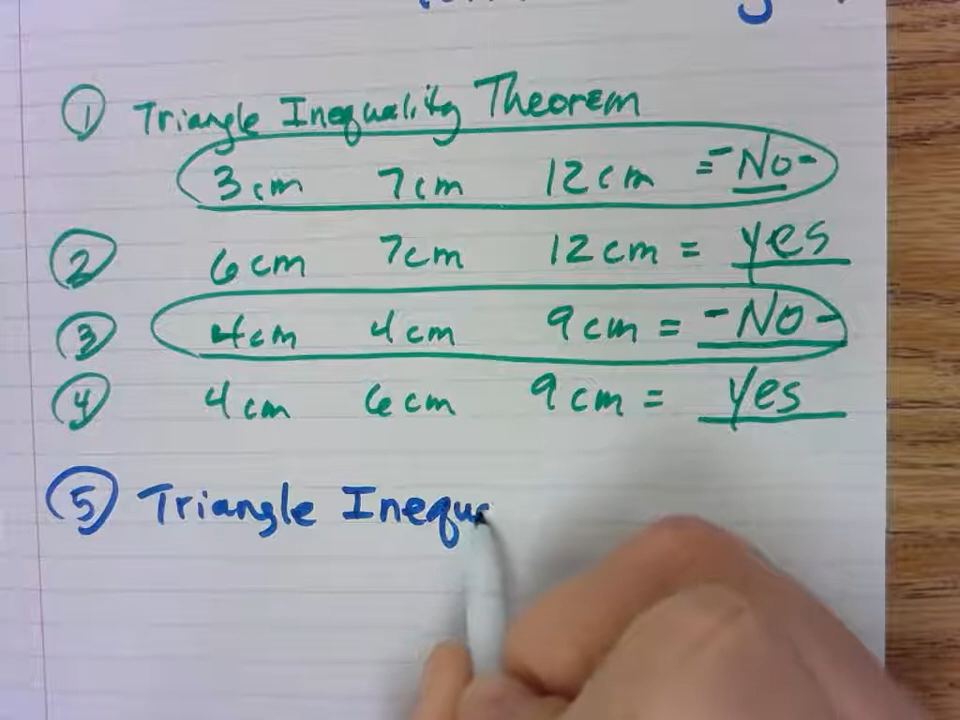 ① Triangle Inequality Theorem
3cm 7cm 12cm = -No-
② 6cm 7cm 12cm = yes
③ 4cm 4cm 9cm = -No-
④ 4cm 6cm 9cm = Yes
⑤ Triangle Inequ